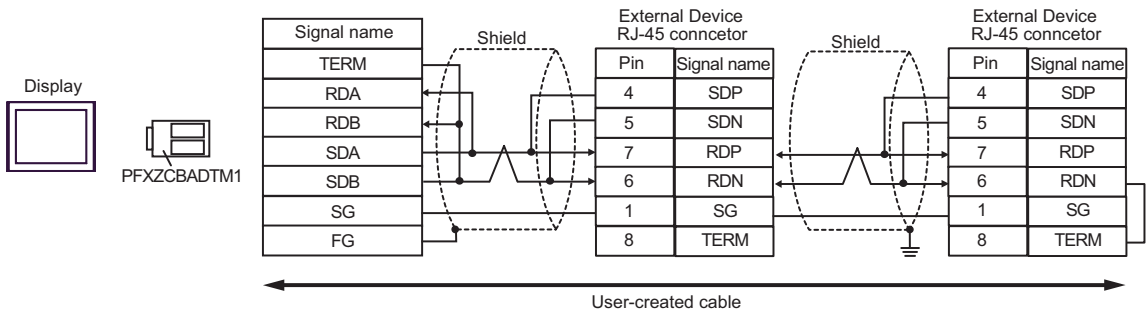 Display
PFXZCBADTM1
Signal name
TERM
RDA
RDB
SDA
SDB
SG
FG
Shield
External Device
RJ-45 conncetor
Pin Signal name
4 SDP
5 SDN
7 RDP
6 RDN
1 SG
8 TERM
Shield
External Device
RJ-45 conncetor
Pin Signal name
4 SDP
5 SDN
7 RDP
6 RDN
1 SG
8 TERM
User-created cable